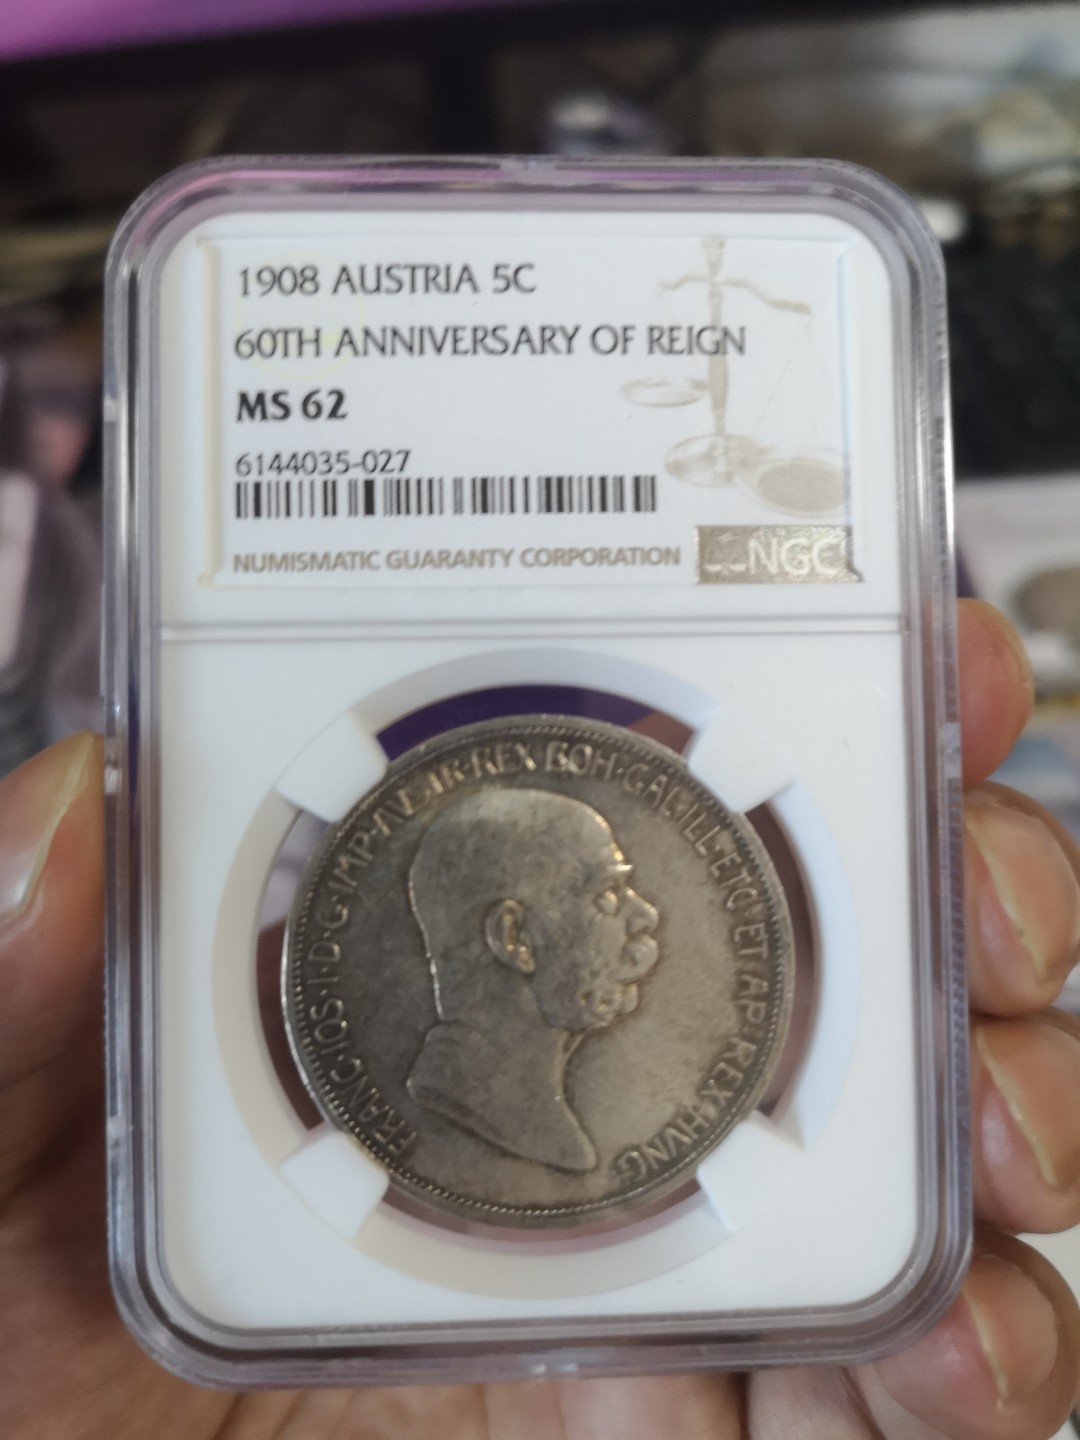 1908 AUSTRIA 5C
60TH ANNIVERSARY OF REIGN
MS 62
6144035-027
NUMISMATIC GUARANTY CORPORATION
NGC
FRANC·IOS·I·D·G·IMP·AVSTR·REX BOH·GAL·ILL·ETC·ET AP·REX HVNG